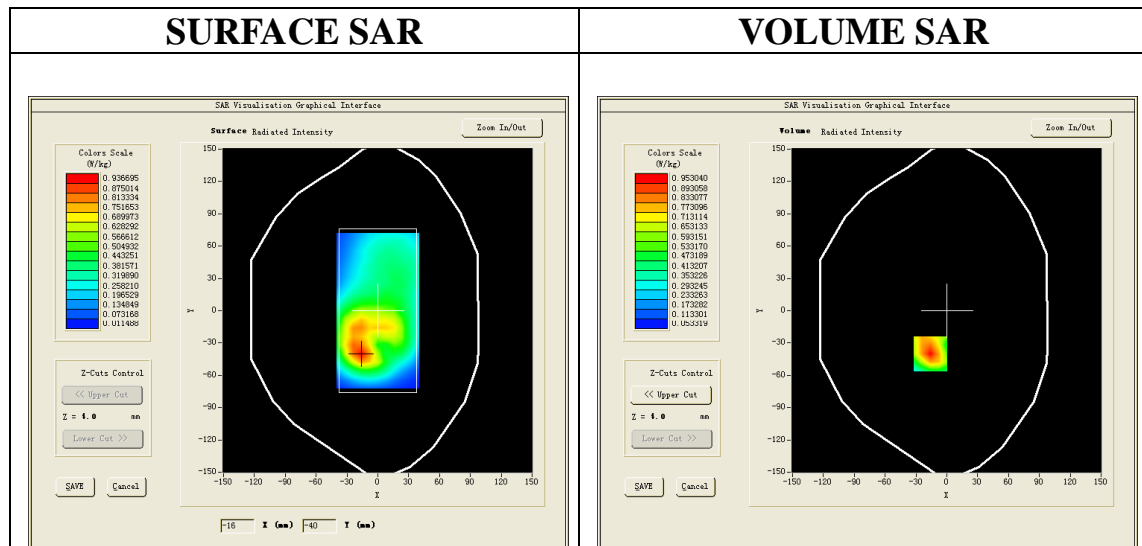 SURFACE SAR
SAR Visualisation Graphical Interface
Surface Radiated Intensity
Zoom In/Out
Colors Scale
(W/kg)
0.936695
0.875014
0.813334
0.751653
0.689973
0.628292
0.566612
0.504932
0.443251
0.381571
0.319890
0.258210
0.196529
0.134849
0.073168
0.011488
Z-Cuts Control
<< Upper Cut
Z = 4.0 mm
Lower Cut >>
SAVE Cancel
150
120
90
60
30
0
-30
-60
-90
-120
-150
Y
-150 -120 -90 -60 -30 0 30 60 90 120 150
X
-16 X (mm) -40 Y (mm)
VOLUME SAR
SAR Visualisation Graphical Interface
Volume Radiated Intensity
Zoom In/Out
Colors Scale
(W/kg)
0.953040
0.893058
0.833077
0.773096
0.713114
0.653133
0.593151
0.533170
0.473189
0.413207
0.353226
0.293245
0.233263
0.173282
0.113301
0.053319
Z-Cuts Control
<< Upper Cut
Z = 4.0 mm
Lower Cut >>
SAVE Cancel
150
120
90
60
30
0
-30
-60
-90
-120
-150
Y
-150 -120 -90 -60 -30 0 30 60 90 120 150
X